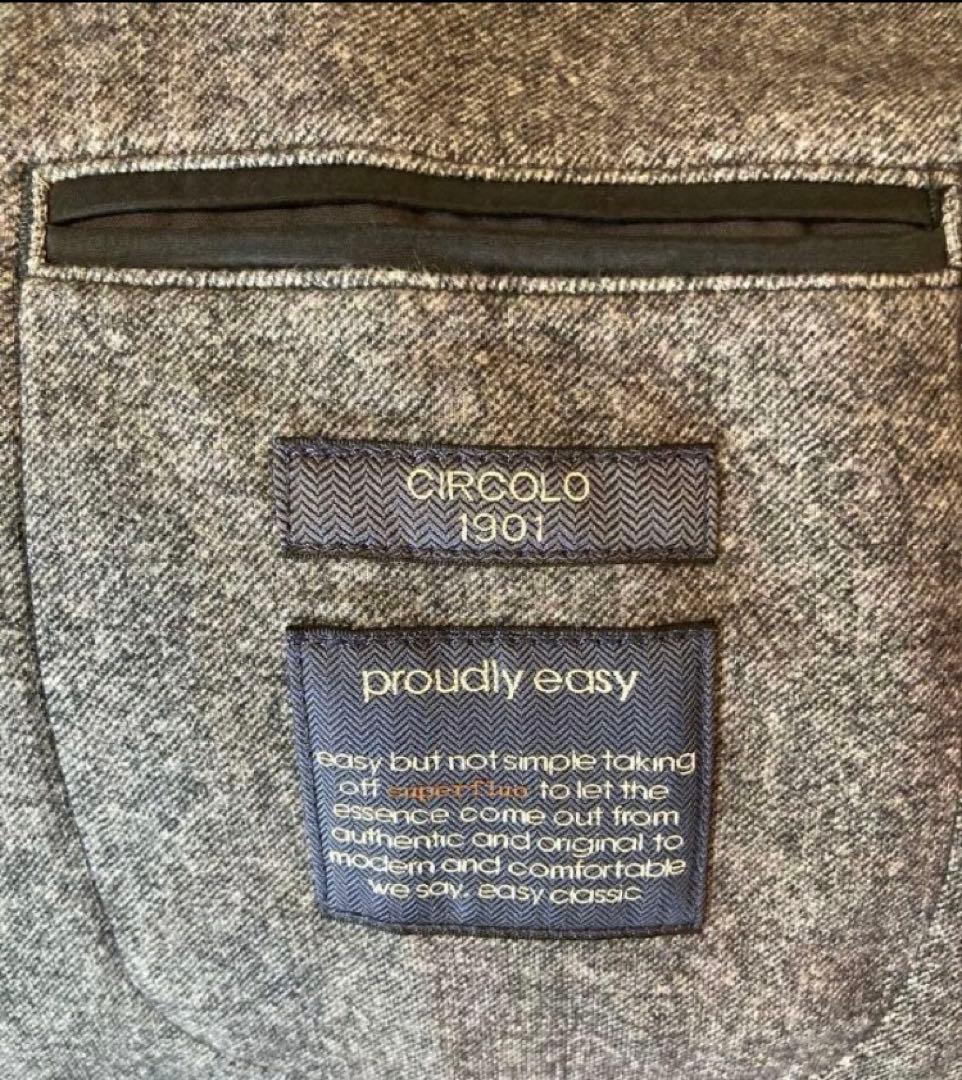 CIRCOLO
1901
proudly easy
easy but not simple taking
off superfluo to let the
essence come out from
authentic and original to
modern and comfortable
we say. easy classic